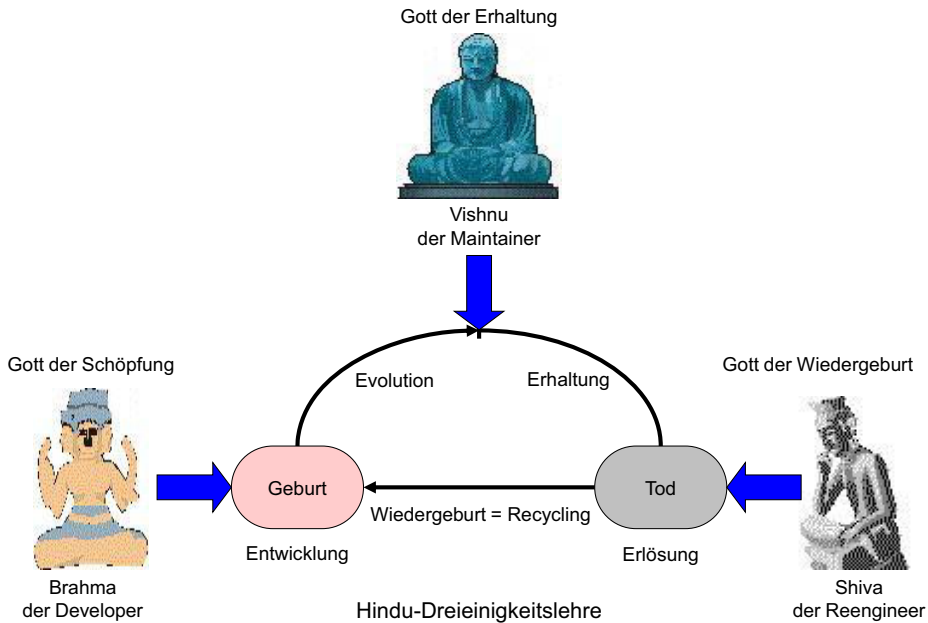 Gott der Erhaltung
Vishnu
der Maintainer
Gott der Schöpfung
Evolution
Erhaltung
Gott der Wiedergeburt
Geburt
Tod
Wiedergeburt = Recycling
Entwicklung
Erlösung
Brahma
der Developer
Shiva
der Reengineer
Hindu-Dreieinigkeitslehre